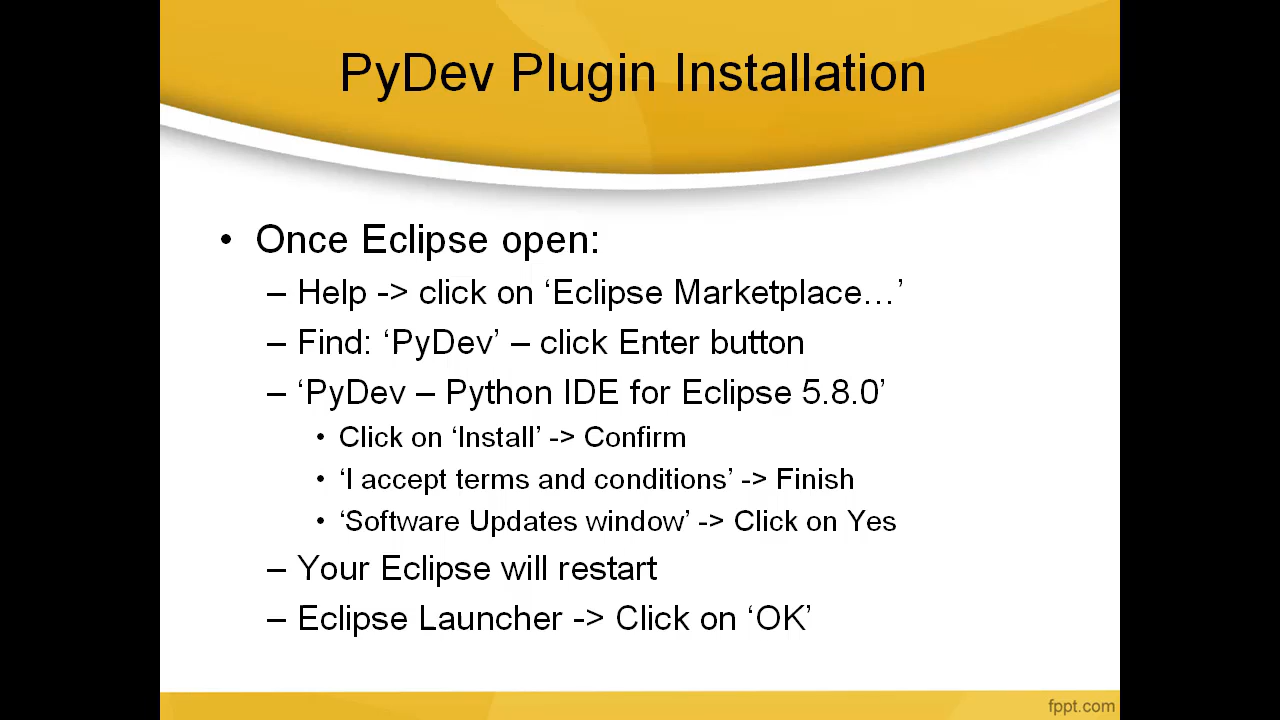 PyDev Plugin Installation
• Once Eclipse open:
– Help -> click on ‘Eclipse Marketplace…’
– Find: ‘PyDev’ – click Enter button
– ‘PyDev – Python IDE for Eclipse 5.8.0’
• Click on ‘Install’ -> Confirm
• ‘I accept terms and conditions’ -> Finish
• ‘Software Updates window’ -> Click on Yes
– Your Eclipse will restart
– Eclipse Launcher -> Click on ‘OK’
fppt.com